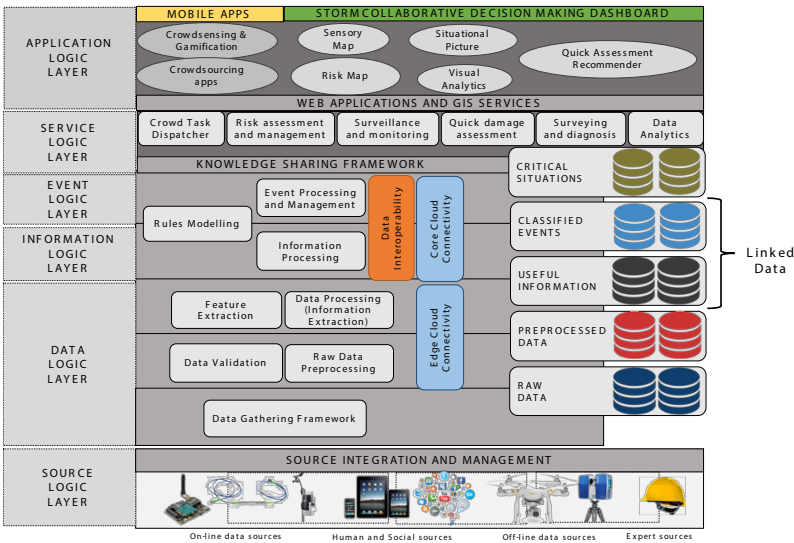 MOBILE APPS
STORMCOLLABORATIVE DECISION MAKING DASHBOARD
APPLICATION
LOGIC
LAYER
Crowdsensing &
Gamification
Sensory
Map
Situational
Picture
Quick Assessment
Recommender
Crowdsourcing
apps
Risk Map
Visual
Analytics
WEB APPLICATIONS AND GIS SERVICES
SERVICE
LOGIC
LAYER
Crowd Task
Dispatcher
Risk assessment
and management
Surveillance
and monitoring
Quick damage
assessment
Surveying
and diagnosis
Data
Analytics
KNOWLEDGE SHARING FRAMEWORK
CRITICAL
SITUATIONS
EVENT
LOGIC
LAYER
Rules Modelling
Event Processing
and Management
Data
Interoperability
Core Cloud
Connectivity
CLASSIFIED
EVENTS
INFORMATION
LOGIC
LAYER
Information
Processing
USEFUL
INFORMATION
Linked
Data
DATA
LOGIC
LAYER
Feature
Extraction
Data Processing
(Information
Extraction)
Edge Cloud
Connectivity
PREPROCESSED
DATA
Data Validation
Raw Data
Preprocessing
RAW
DATA
Data Gathering Framework
SOURCE INTEGRATION AND MANAGEMENT
SOURCE
LOGIC
LAYER
On-line data sources
Human and Social sources
Off-line data sources
Expert sources